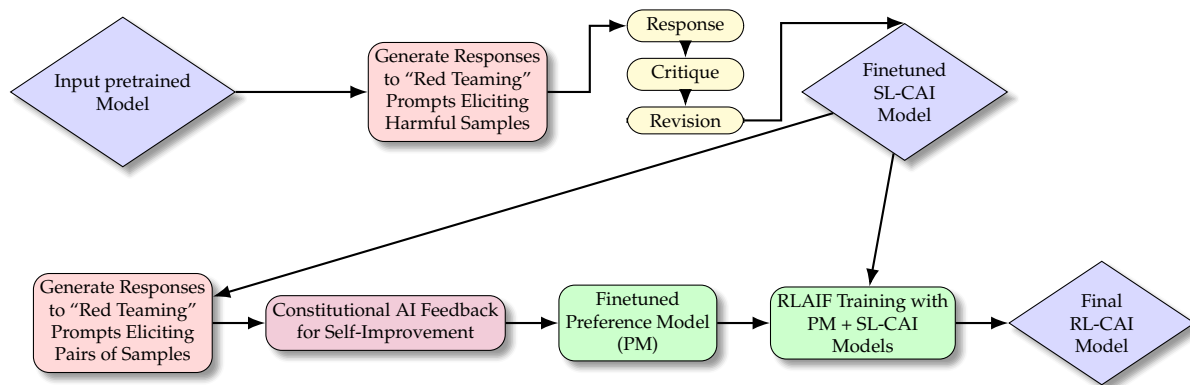 Input pretrained
Model
Generate Responses
to “Red Teaming”
Prompts Eliciting
Harmful Samples
Response
Critique
Revision
Finetuned
SL-CAI
Model
Generate Responses
to “Red Teaming”
Prompts Eliciting
Pairs of Samples
Constitutional AI Feedback
for Self-Improvement
Finetuned
Preference Model
(PM)
RLAIF Training with
PM + SL-CAI
Models
Final
RL-CAI
Model